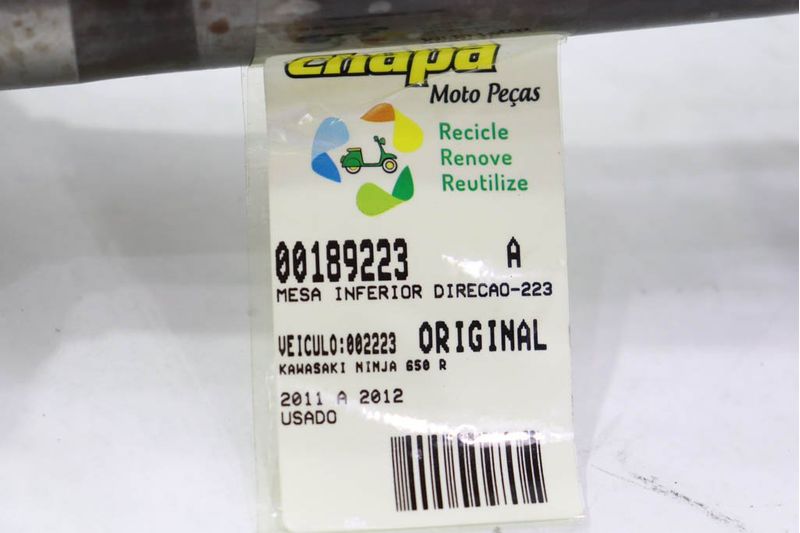 Chapa
Moto Peças
Recicle
Renove
Reutilize
00189223 A
MESA INFERIOR DIRECAO-223
VEICULO:002223 ORIGINAL
KAWASAKI NINJA 650 R
2011 A 2012
USADO